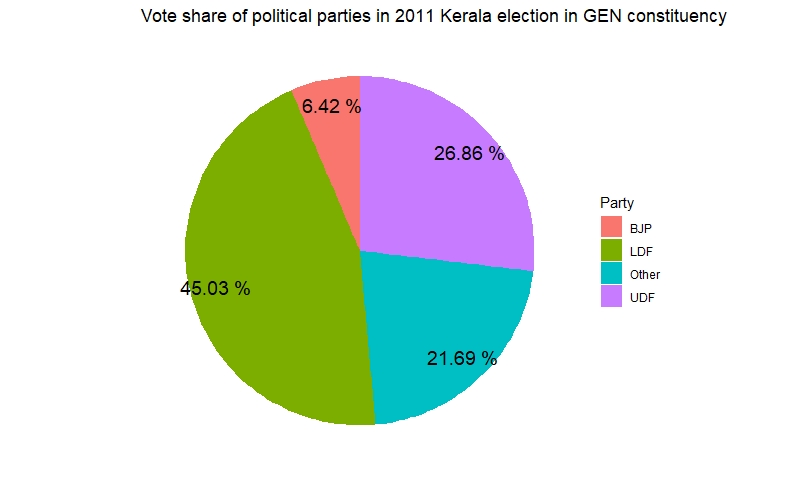 Vote share of political parties in 2011 Kerala election in GEN constituency
6.42 %
26.86 %
45.03 %
21.69 %
Party
BJP
LDF
Other
UDF